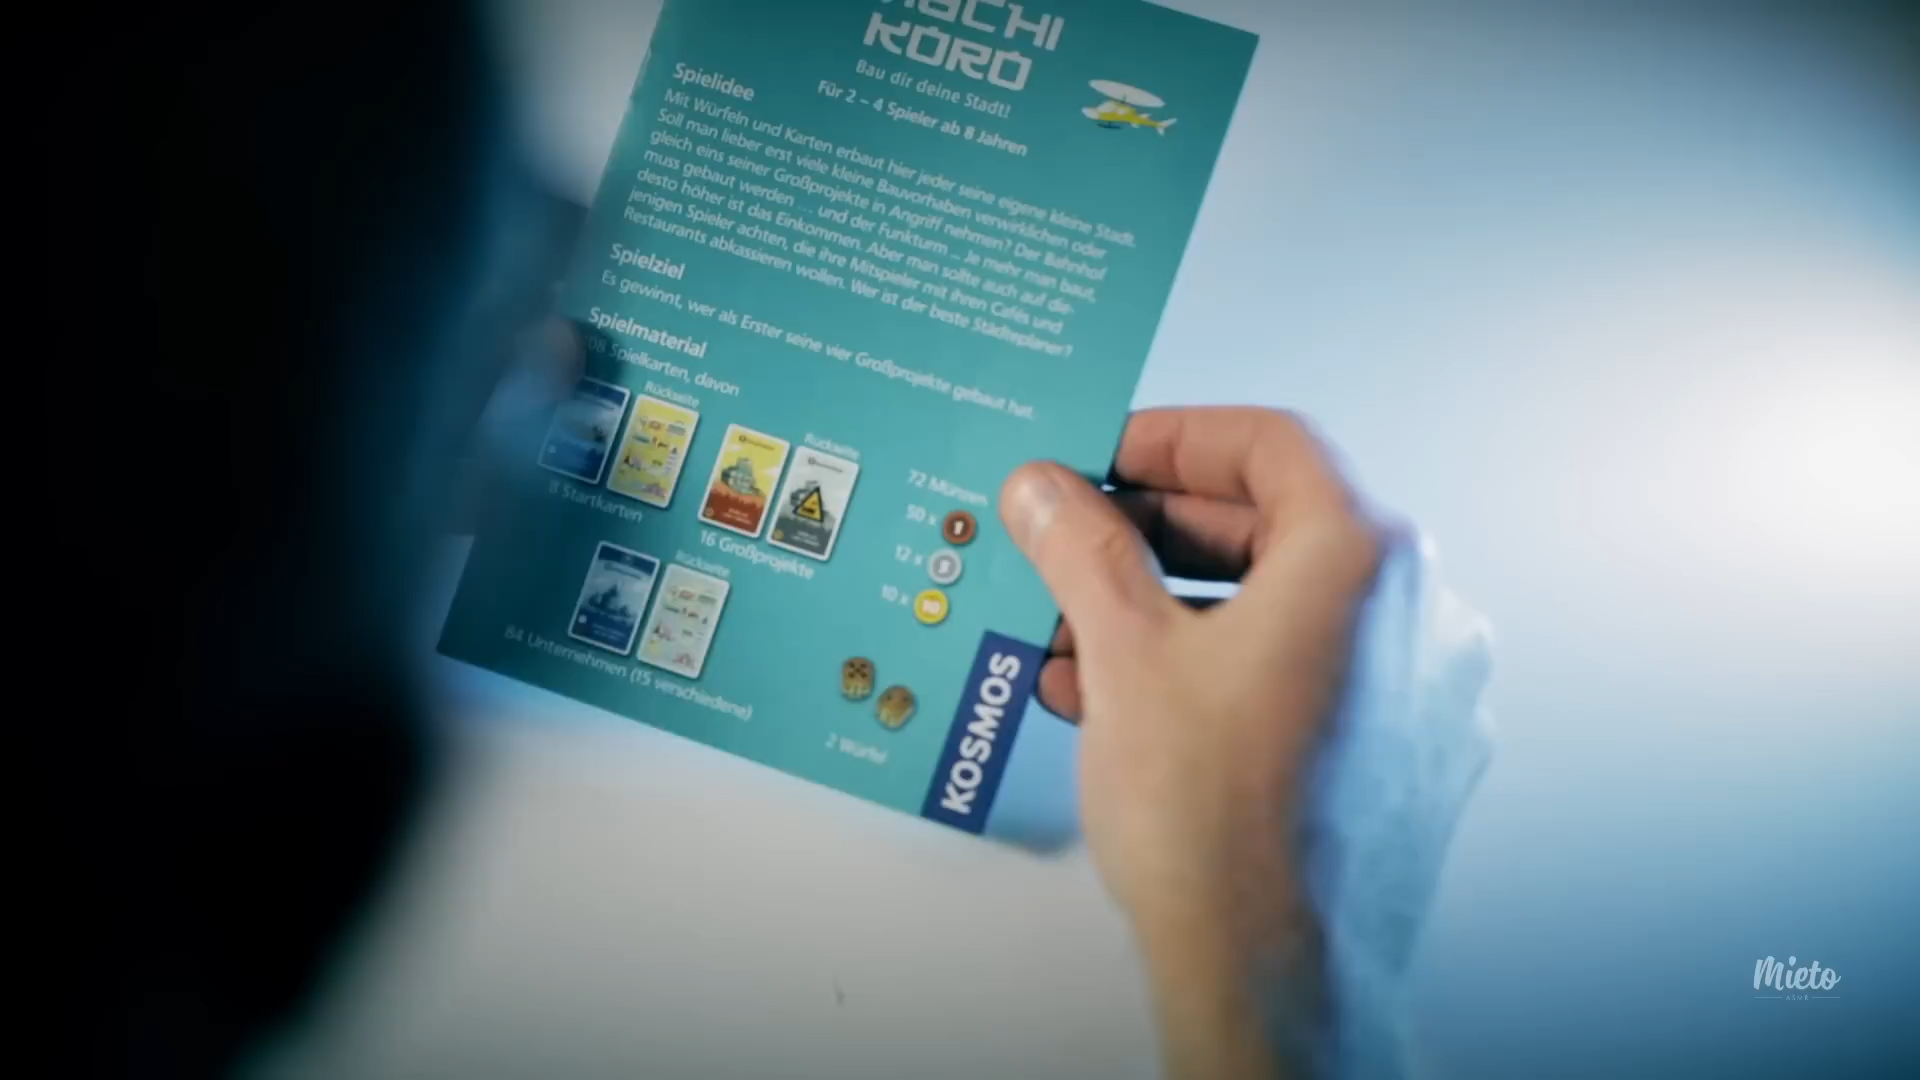 MACHI
KORO
Bau dir deine Stadt!
Für 2 – 4 Spieler ab 8 Jahren
Spielidee
Mit Würfeln und Karten erbaut hier jeder seine eigene kleine Stadt.
Soll man lieber erst viele kleine Bauvorhaben verwirklichen oder
gleich eins seiner Großprojekte in Angriff nehmen? Der Bahnhof
muss gebaut werden … und der Funkturm … Je mehr man baut,
desto höher ist das Einkommen. Aber man sollte auch auf die-
jenigen Spieler achten, die ihre Mitspieler mit ihren Cafés und
Restaurants abkassieren wollen. Wer ist der beste Städteplaner?
Spielziel
Es gewinnt, wer als Erster seine vier Großprojekte gebaut hat.
Spielmaterial
108 Spielkarten, davon
Rückseite
8 Startkarten
Rückseite
16 Großprojekte
72 Münzen
50 x 1
12 x 5
10 x 10
Rückseite
84 Unternehmen (15 verschiedene)
2 Würfel
KOSMOS
Mieto
ASMR